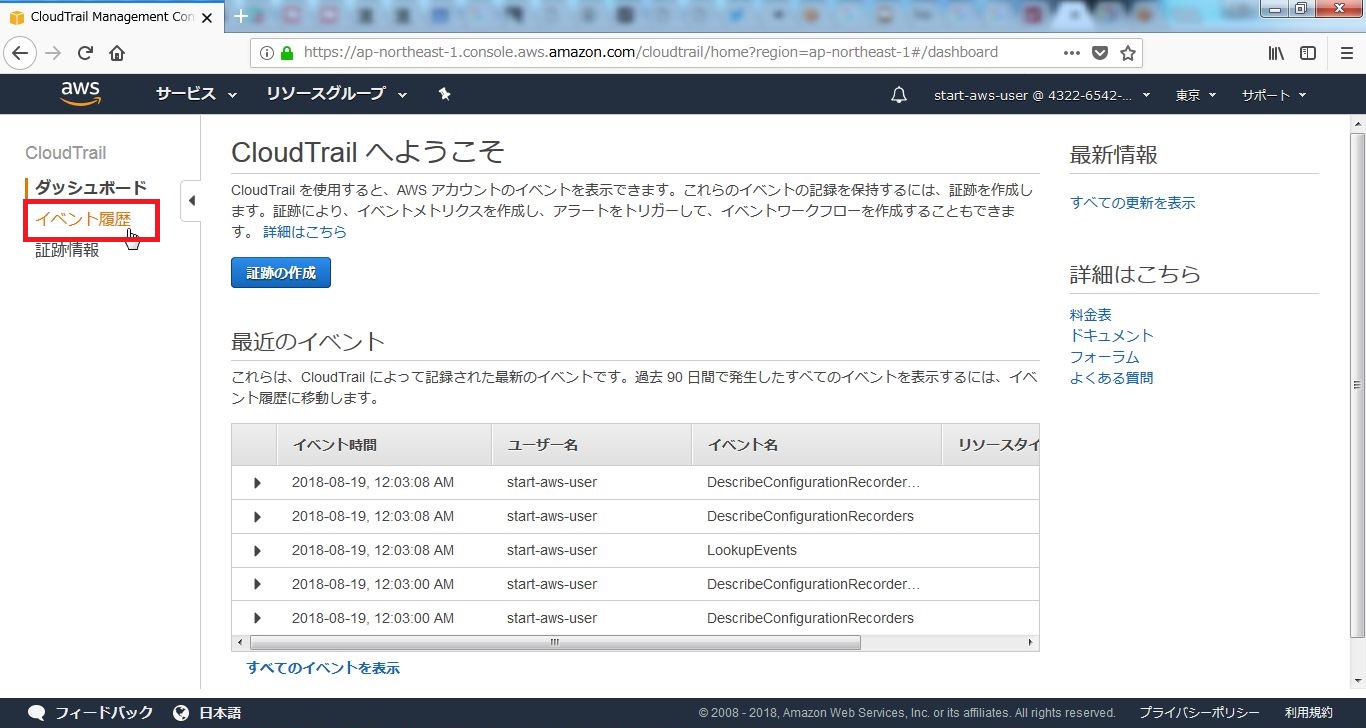 CloudTrail Management Con
https://ap-northeast-1.console.aws.amazon.com/cloudtrail/home?region=ap-northeast-1#/dashboard
aws サービス リソースグループ start-aws-user @ 4322-6542-... 東京 サポート
CloudTrail
ダッシュボード
イベント履歴
証跡情報
CloudTrail へようこそ
CloudTrail を使用すると、AWS アカウントのイベントを表示できます。これらのイベントの記録を保持するには、証跡を作成し
ます。証跡により、イベントメトリクスを作成し、アラートをトリガーして、イベントワークフローを作成することもできま
す。 詳細はこちら
証跡の作成
最近のイベント
これらは、CloudTrail によって記録された最新のイベントです。過去 90 日間で発生したすべてのイベントを表示するには、イベ
ント履歴に移動します。
イベント時間 ユーザー名 イベント名 リソースタイ
2018-08-19, 12:03:08 AM start-aws-user DescribeConfigurationRecorder...
2018-08-19, 12:03:08 AM start-aws-user DescribeConfigurationRecorders
2018-08-19, 12:03:08 AM start-aws-user LookupEvents
2018-08-19, 12:03:00 AM start-aws-user DescribeConfigurationRecorder...
2018-08-19, 12:03:00 AM start-aws-user DescribeConfigurationRecorders
すべてのイベントを表示
最新情報
すべての更新を表示
詳細はこちら
料金表
ドキュメント
フォーラム
よくある質問
フィードバック 日本語 © 2008 - 2018, Amazon Web Services, Inc. or its affiliates. All rights reserved. プライバシーポリシー 利用規約